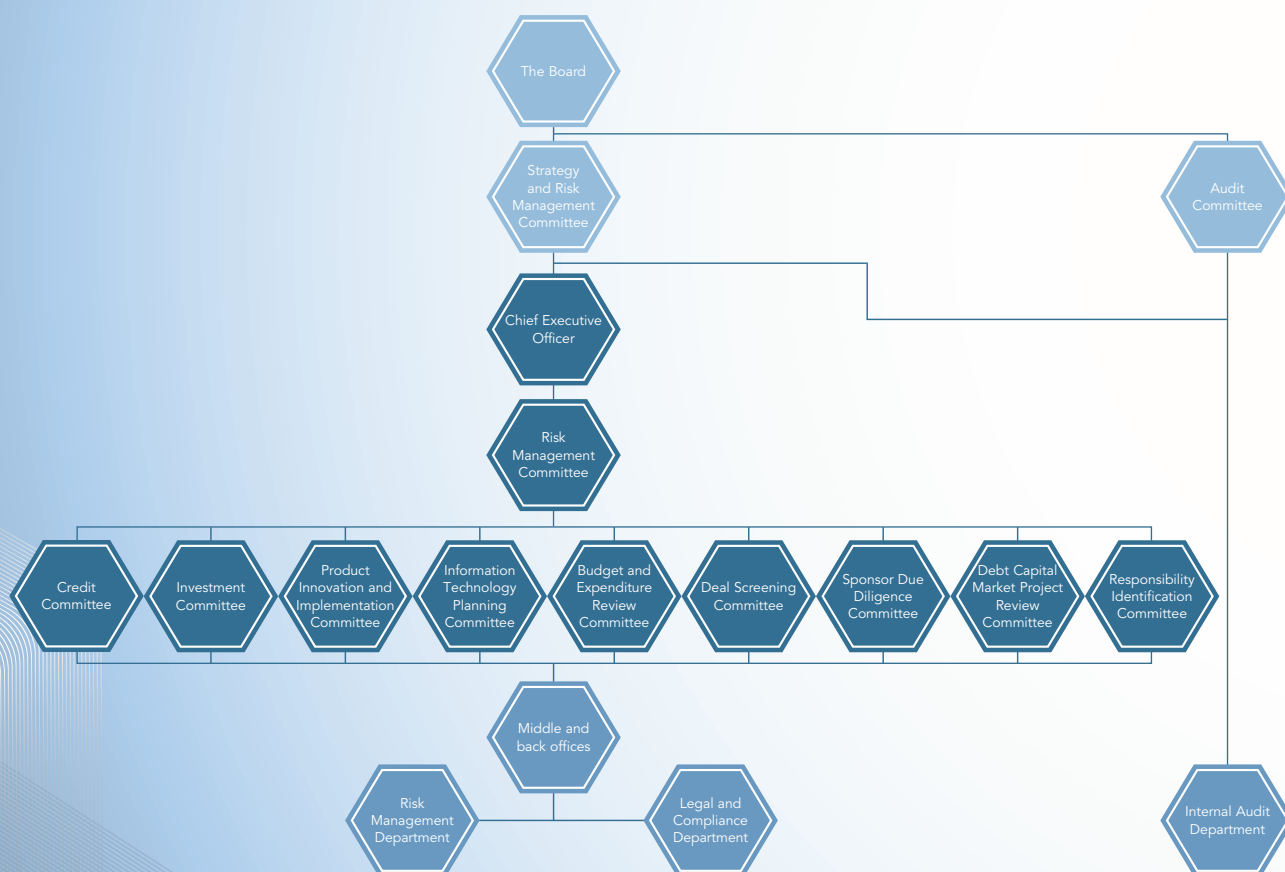 The Board
Strategy
and Risk
Management
Committee
Audit
Committee
Chief Executive
Officer
Risk
Management
Committee
Credit
Committee
Investment
Committee
Product
Innovation and
Implementation
Committee
Information
Technology
Planning
Committee
Budget and
Expenditure
Review
Committee
Deal Screening
Committee
Sponsor Due
Diligence
Committee
Debt Capital
Market Project
Review
Committee
Responsibility
Identification
Committee
Middle and
back offices
Risk
Management
Department
Legal and
Compliance
Department
Internal Audit
Department